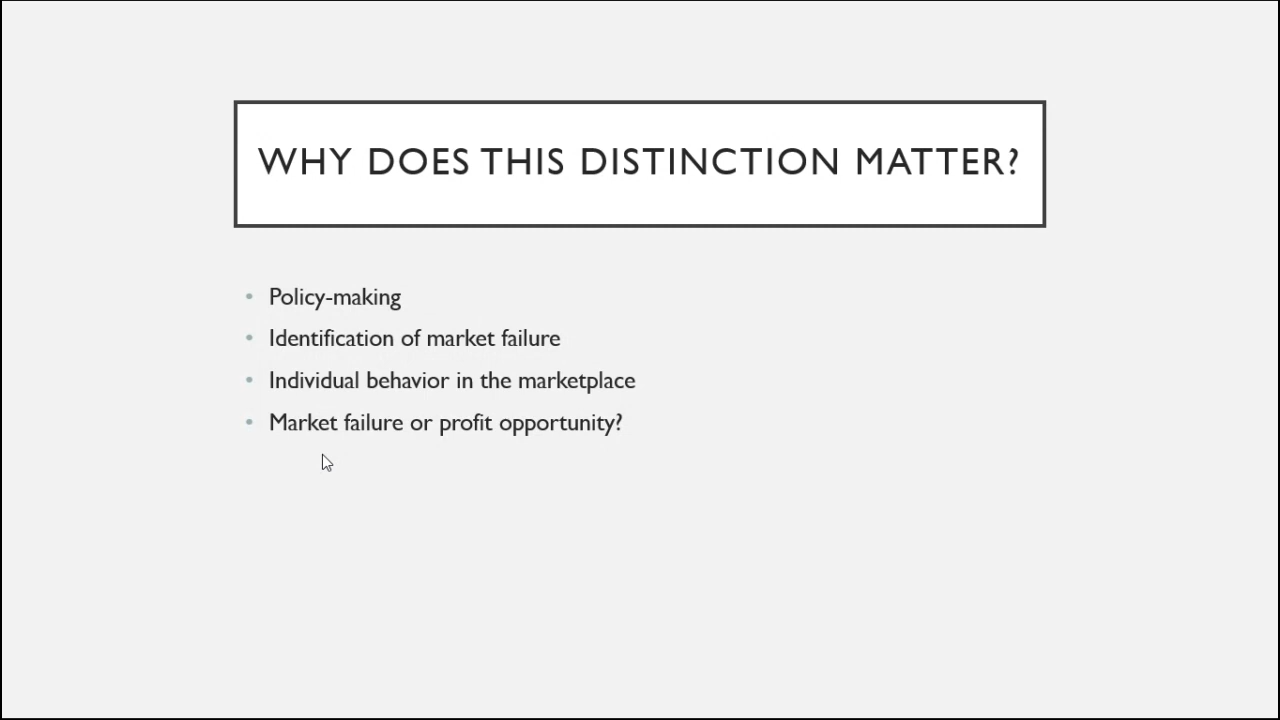 WHY DOES THIS DISTINCTION MATTER?
• Policy-making
• Identification of market failure
• Individual behavior in the marketplace
• Market failure or profit opportunity?